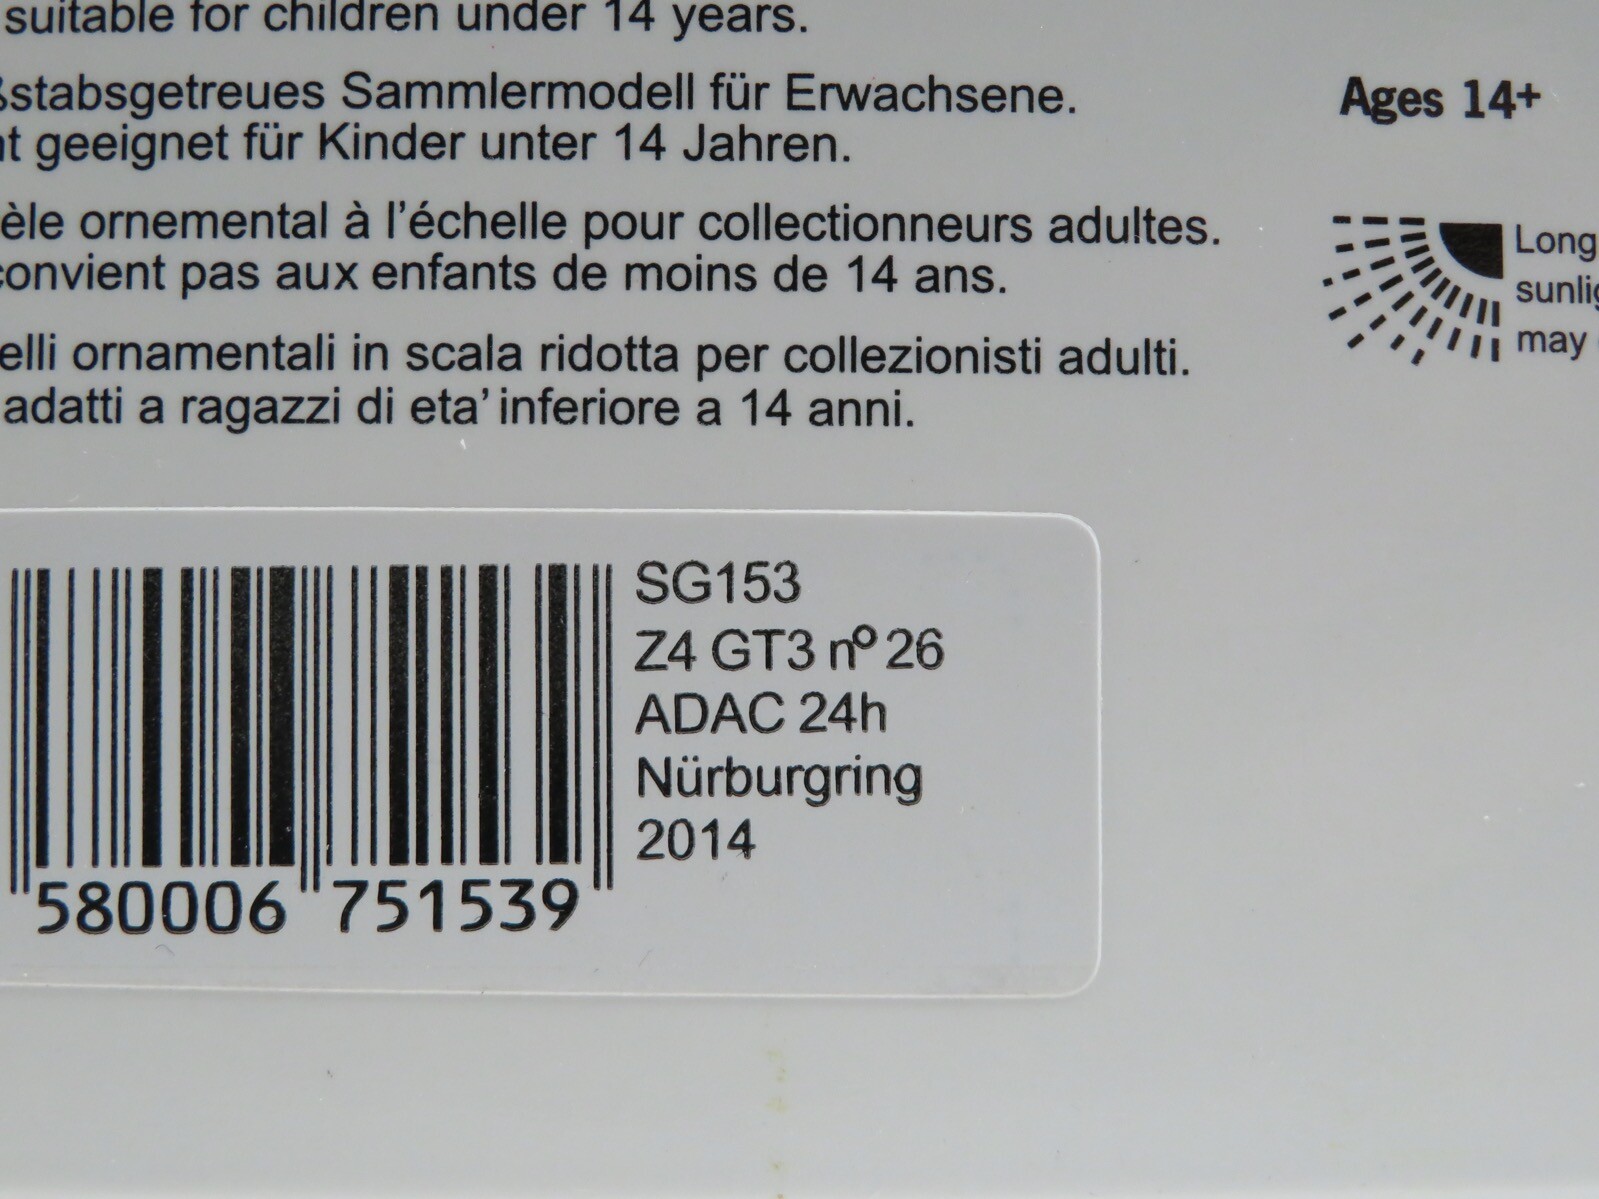 suitable for children under 14 years.
ßstabsgetreues Sammlermodell für Erwachsene.
geeignet für Kinder unter 14 Jahren.
èle ornemental à l’échelle pour collectionneurs adultes.
convient pas aux enfants de moins de 14 ans.
elli ornamentali in scala ridotta per collezionisti adulti.
adatti a ragazzi di eta’ inferiore a 14 anni.
Ages 14+
Long
sunlig
may
SG153
Z4 GT3 nº 26
ADAC 24h
Nürburgring
2014
580006 751539